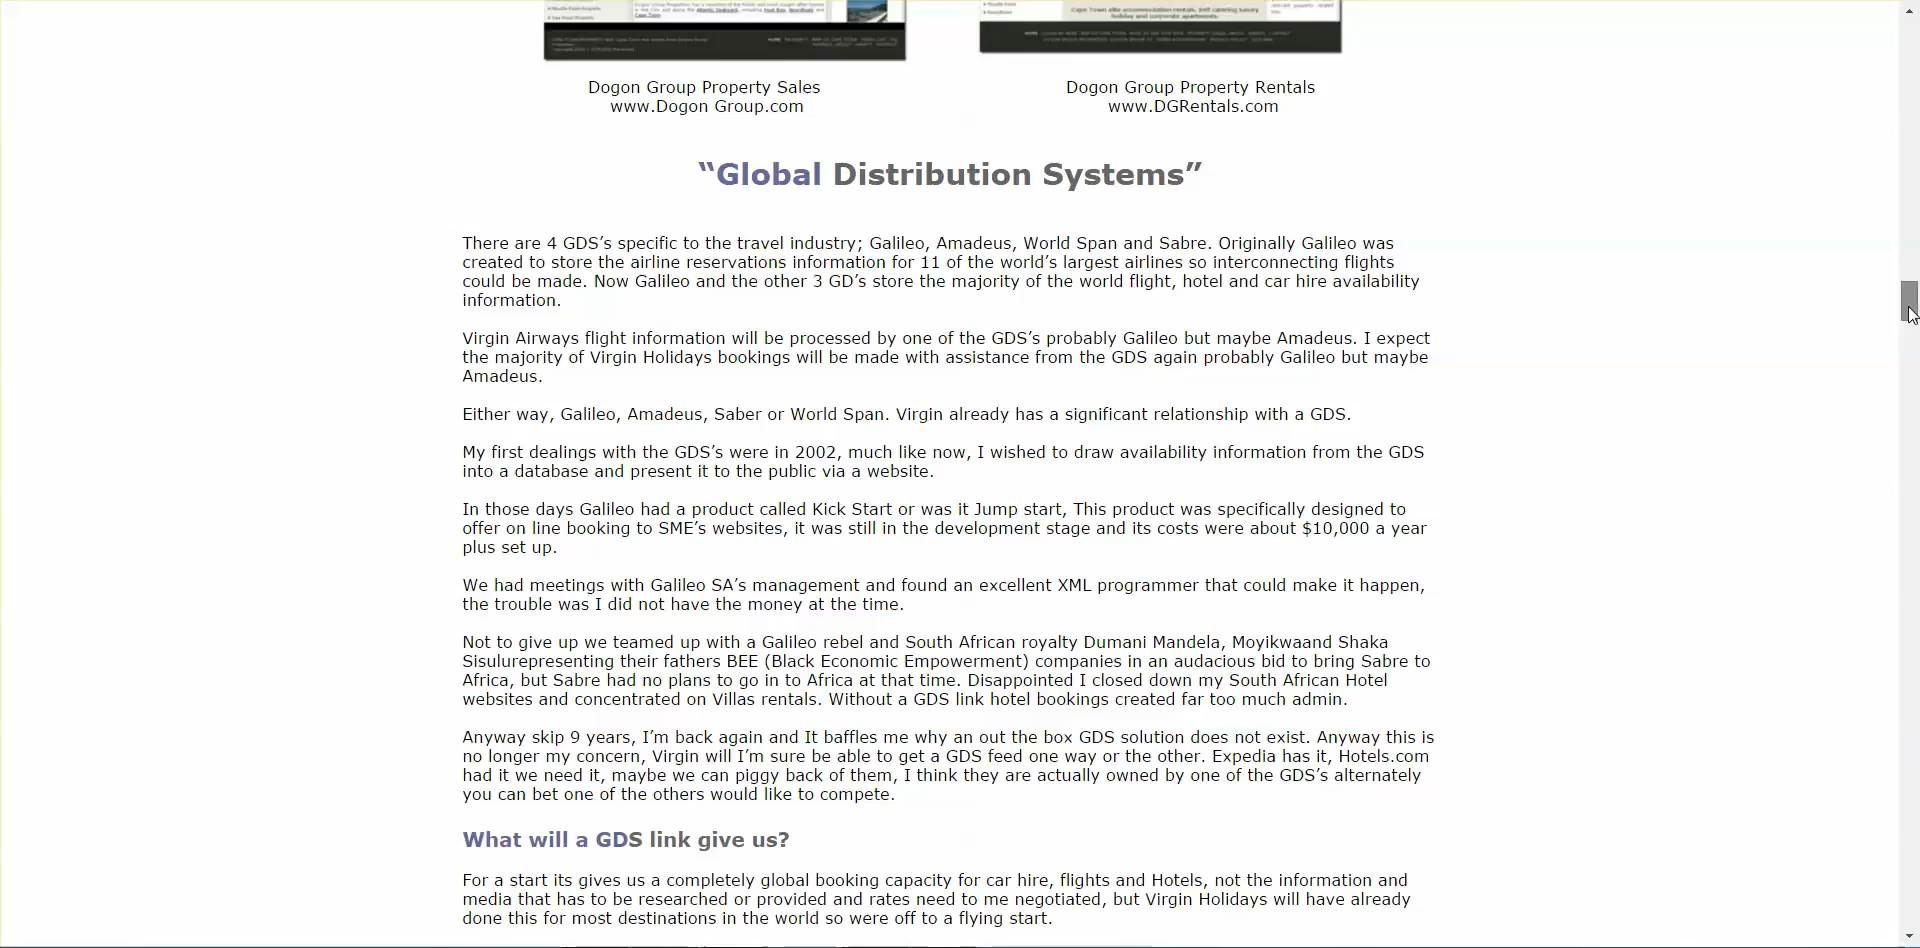 Dogon Group Property Sales
www.Dogon Group.com
Dogon Group Property Rentals
www.DGRentals.com
“Global Distribution Systems”
There are 4 GDS’s specific to the travel industry; Galileo, Amadeus, World Span and Sabre. Originally Galileo was
created to store the airline reservations information for 11 of the world’s largest airlines so interconnecting flights
could be made. Now Galileo and the other 3 GD’s store the majority of the world flight, hotel and car hire availability
information.
Virgin Airways flight information will be processed by one of the GDS’s probably Galileo but maybe Amadeus. I expect
the majority of Virgin Holidays bookings will be made with assistance from the GDS again probably Galileo but maybe
Amadeus.
Either way, Galileo, Amadeus, Saber or World Span. Virgin already has a significant relationship with a GDS.
My first dealings with the GDS’s were in 2002, much like now, I wished to draw availability information from the GDS
into a database and present it to the public via a website.
In those days Galileo had a product called Kick Start or was it Jump start, This product was specifically designed to
offer on line booking to SME’s websites, it was still in the development stage and its costs were about $10,000 a year
plus set up.
We had meetings with Galileo SA’s management and found an excellent XML programmer that could make it happen,
the trouble was I did not have the money at the time.
Not to give up we teamed up with a Galileo rebel and South African royalty Dumani Mandela, Moyikwaand Shaka
Sisulurepresenting their fathers BEE (Black Economic Empowerment) companies in an audacious bid to bring Sabre to
Africa, but Sabre had no plans to go in to Africa at that time. Disappointed I closed down my South African Hotel
websites and concentrated on Villas rentals. Without a GDS link hotel bookings created far too much admin.
Anyway skip 9 years, I’m back again and It baffles me why an out the box GDS solution does not exist. Anyway this is
no longer my concern, Virgin will I’m sure be able to get a GDS feed one way or the other. Expedia has it, Hotels.com
had it we need it, maybe we can piggy back of them, I think they are actually owned by one of the GDS’s alternately
you can bet one of the others would like to compete.
What will a GDS link give us?
For a start its gives us a completely global booking capacity for car hire, flights and Hotels, not the information and
media that has to be researched or provided and rates need to me negotiated, but Virgin Holidays will have already
done this for most destinations in the world so were off to a flying start.